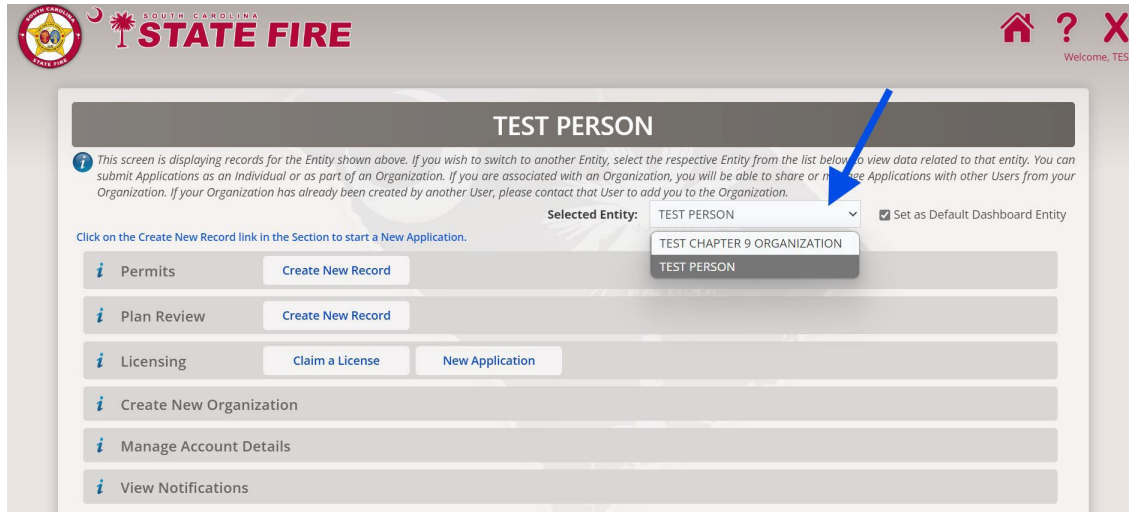 SOUTH CAROLINA
STATE FIRE
SOUTH CAROLINA
STATE FIRE
? X
Welcome, TES
TEST PERSON
This screen is displaying records for the Entity shown above. If you wish to switch to another Entity, select the respective Entity from the list below to view data related to that entity. You can
submit Applications as an Individual or as part of an Organization. If you are associated with an Organization, you will be able to share or manage Applications with other Users from your
Organization. If your Organization has already been created by another User, please contact that User to add you to the Organization.
Selected Entity: TEST PERSON Set as Default Dashboard Entity
Click on the Create New Record link in the Section to start a New Application.
TEST CHAPTER 9 ORGANIZATION
TEST PERSON
i Permits Create New Record
i Plan Review Create New Record
i Licensing Claim a License New Application
i Create New Organization
i Manage Account Details
i View Notifications